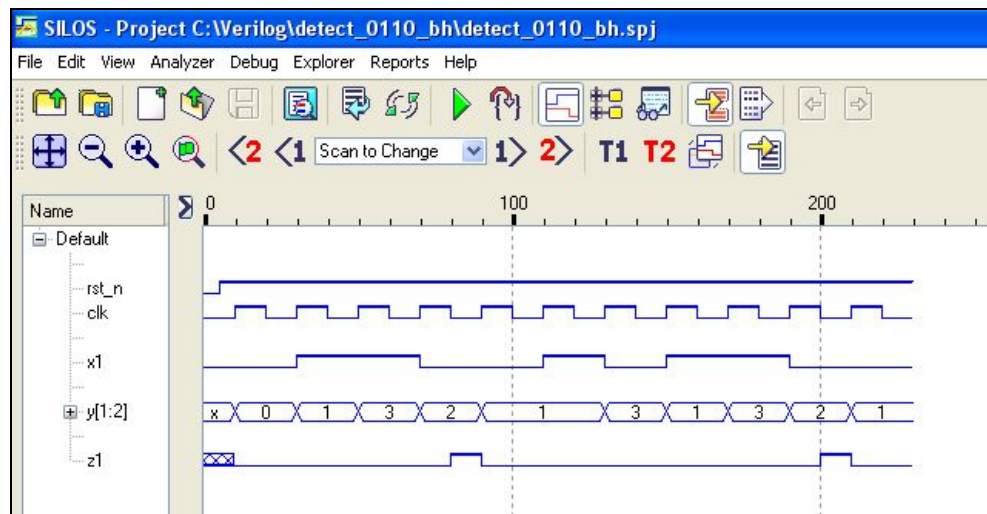 SILOS - Project C:\Verilog\detect_0110_bh\detect_0110_bh.spj
File Edit View Analyzer Debug Explorer Reports Help
2 1 Scan to Change 1 2 T1 T2
Name Σ 0 100 200
Default
rst_n
clk
x1
y[1:2] x 0 1 3 2 1 3 1 3 2 1
z1